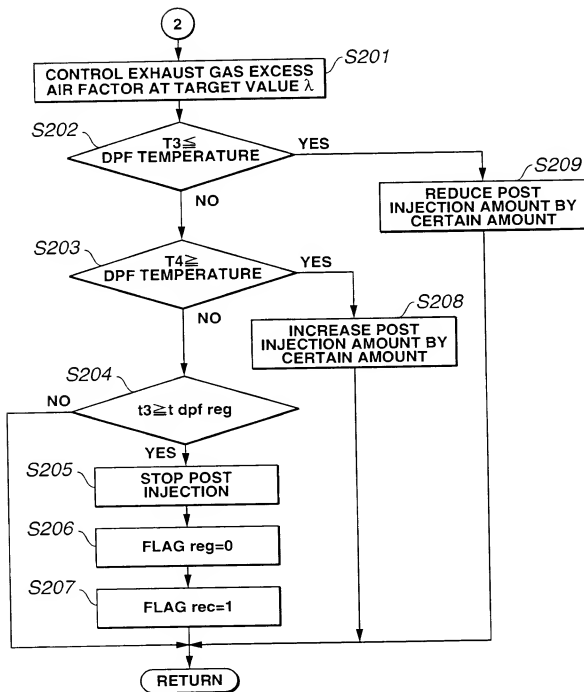 2
CONTROL EXHAUST GAS EXCESS
AIR FACTOR AT TARGET VALUE λ
S201
S202
T3≦
DPF TEMPERATURE
YES
NO
S209
REDUCE POST
INJECTION AMOUNT BY
CERTAIN AMOUNT
S203
T4≧
DPF TEMPERATURE
YES
NO
S208
INCREASE POST
INJECTION AMOUNT BY
CERTAIN AMOUNT
S204
NO
t3≧t dpf reg
YES
S205
STOP POST
INJECTION
S206
FLAG reg=0
S207
FLAG rec=1
RETURN